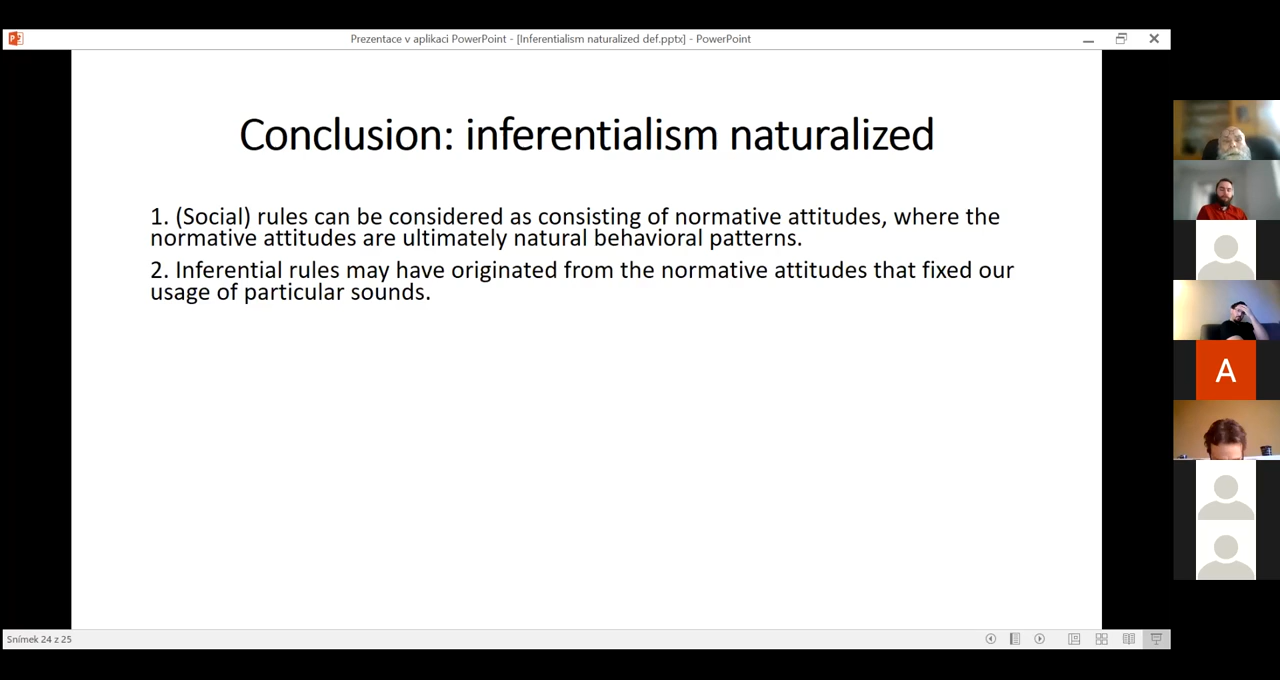 Prezentace v aplikaci PowerPoint - [Inferentialism naturalized def.pptx] - PowerPoint
Conclusion: inferentialism naturalized
1. (Social) rules can be considered as consisting of normative attitudes, where the
normative attitudes are ultimately natural behavioral patterns.
2. Inferential rules may have originated from the normative attitudes that fixed our
usage of particular sounds.
A
Snímek 24 z 25